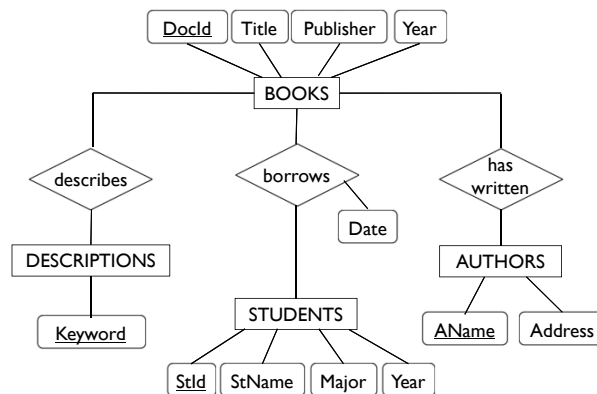 DocId Title Publisher Year
BOOKS
describes
borrows
has
written
Date
DESCRIPTIONS
AUTHORS
Keyword
STUDENTS
AName Address
StId StName Major Year